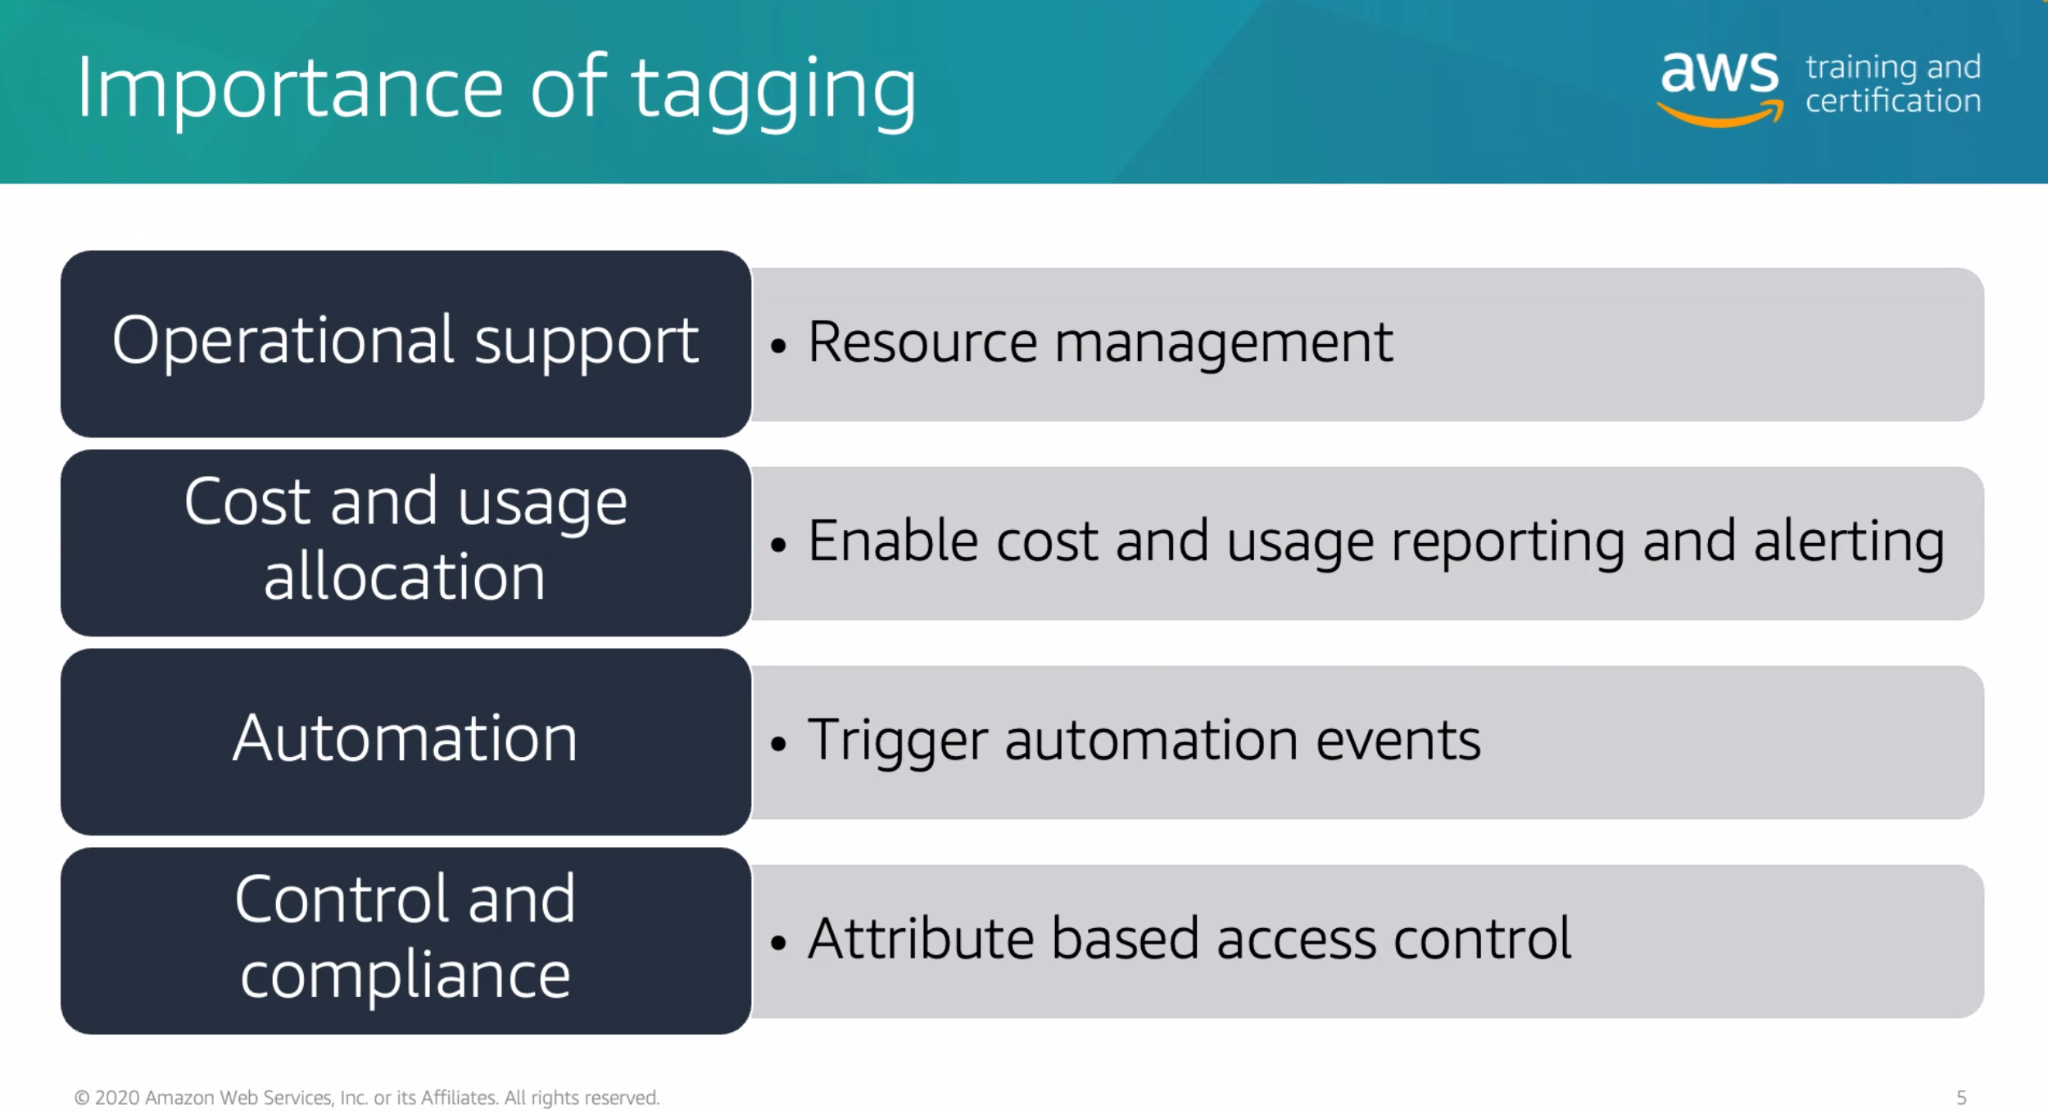 Importance of tagging
aws training and
certification
Operational support
• Resource management
Cost and usage
allocation
• Enable cost and usage reporting and alerting
Automation
• Trigger automation events
Control and
compliance
• Attribute based access control
© 2020 Amazon Web Services, Inc. or its Affiliates. All rights reserved.
5